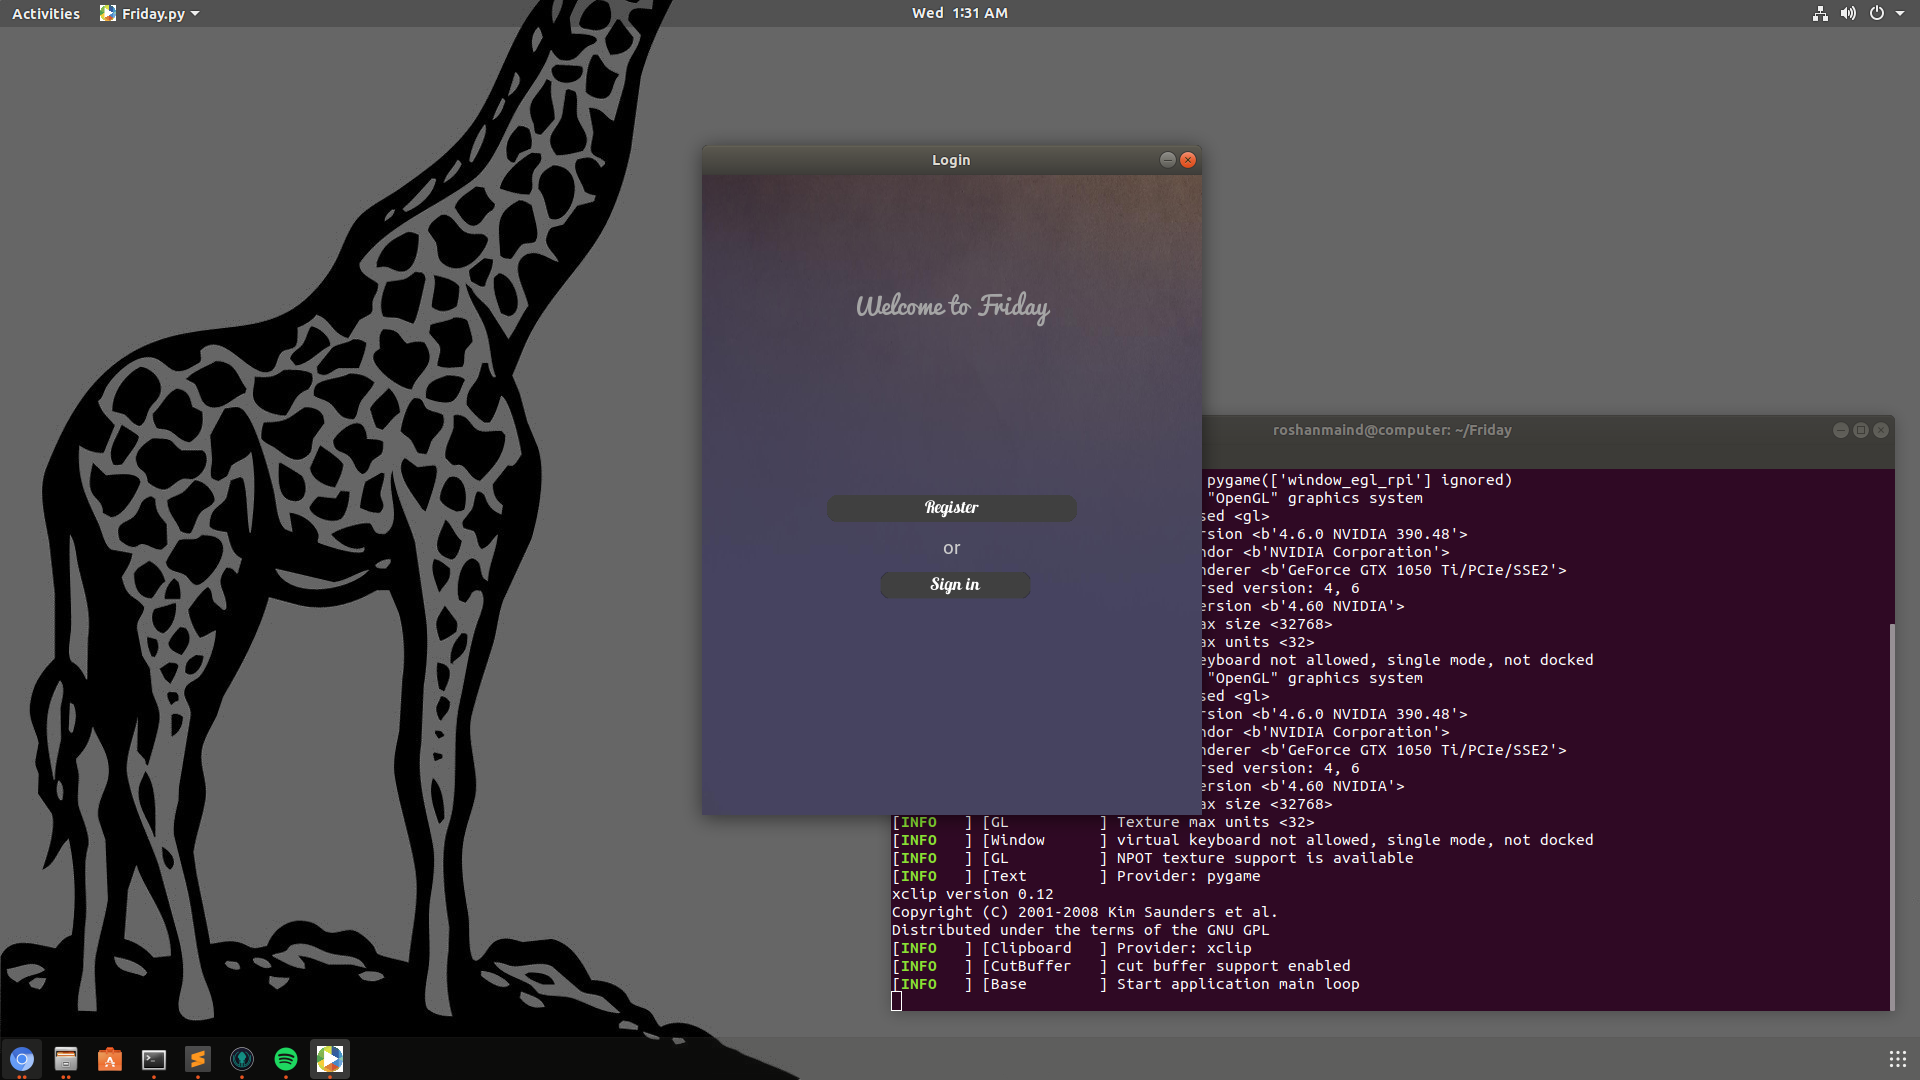 Activities
Friday.py
Wed 1:31 AM
Login
Welcome to Friday
Register
or
Sign in
roshanmaind@computer: ~/Friday
pygame(['window_egl_rpi'] ignored)
"OpenGL" graphics system
sed <gl>
rsion <b'4.6.0 NVIDIA 390.48'>
ndor <b'NVIDIA Corporation'>
nderer <b'GeForce GTX 1050 Ti/PCIe/SSE2'>
rsed version: 4, 6
ersion <b'4.60 NVIDIA'>
ax size <32768>
ax units <32>
eyboard not allowed, single mode, not docked
"OpenGL" graphics system
sed <gl>
rsion <b'4.6.0 NVIDIA 390.48'>
ndor <b'NVIDIA Corporation'>
nderer <b'GeForce GTX 1050 Ti/PCIe/SSE2'>
rsed version: 4, 6
ersion <b'4.60 NVIDIA'>
ax size <32768>
[INFO   ] [GL          ] Texture max units <32>
[INFO   ] [Window      ] virtual keyboard not allowed, single mode, not docked
[INFO   ] [GL          ] NPOT texture support is available
[INFO   ] [Text        ] Provider: pygame
xclip version 0.12
Copyright (C) 2001-2008 Kim Saunders et al.
Distributed under the terms of the GNU GPL
[INFO   ] [Clipboard   ] Provider: xclip
[INFO   ] [CutBuffer   ] cut buffer support enabled
[INFO   ] [Base        ] Start application main loop